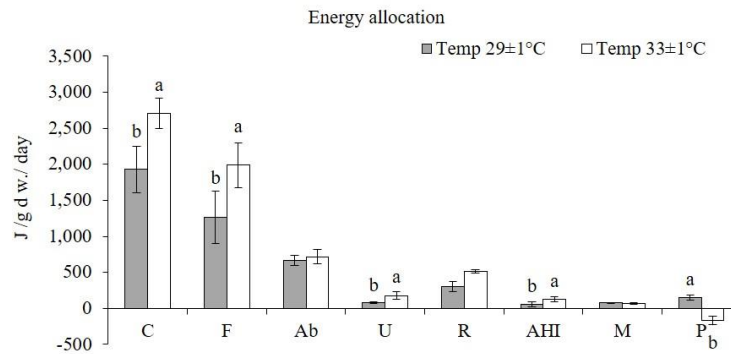 Energy allocation
Temp 29±1°C Temp 33±1°C
3,500
3,000
2,500
2,000
1,500
1,000
500
0
-500
J /g d w./ day
b a
b a
b a
b a
a
b
C F Ab U R AHI M P